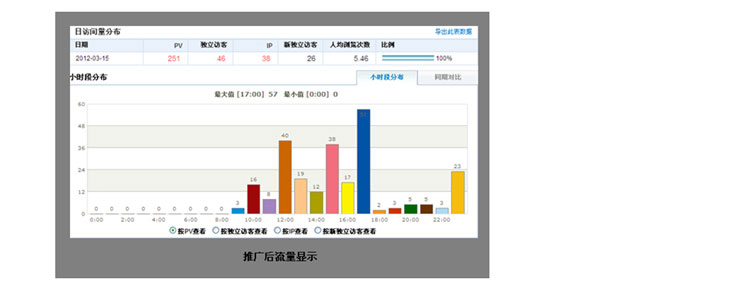 日访问量分布 导出此表数据
日期 PV 独立访客 IP 新独立访客 人均浏览次数 比例
2012-03-15 251 46 38 26 5.46 100%
小时段分布 小时段分布 同期对比
最大值 [17:00] 57 最小值 [0:00] 0
60
48
36
24
12
0
0 0 0 0 0 0 0 0 0 3 16 8 40 19 12 38 17 57 2 3 5 5 3 23
0:00 2:00 4:00 6:00 8:00 10:00 12:00 14:00 16:00 18:00 20:00 22:00
按PV查看 按独立访客查看 按IP查看 按新独立访客查看
推广后流量显示